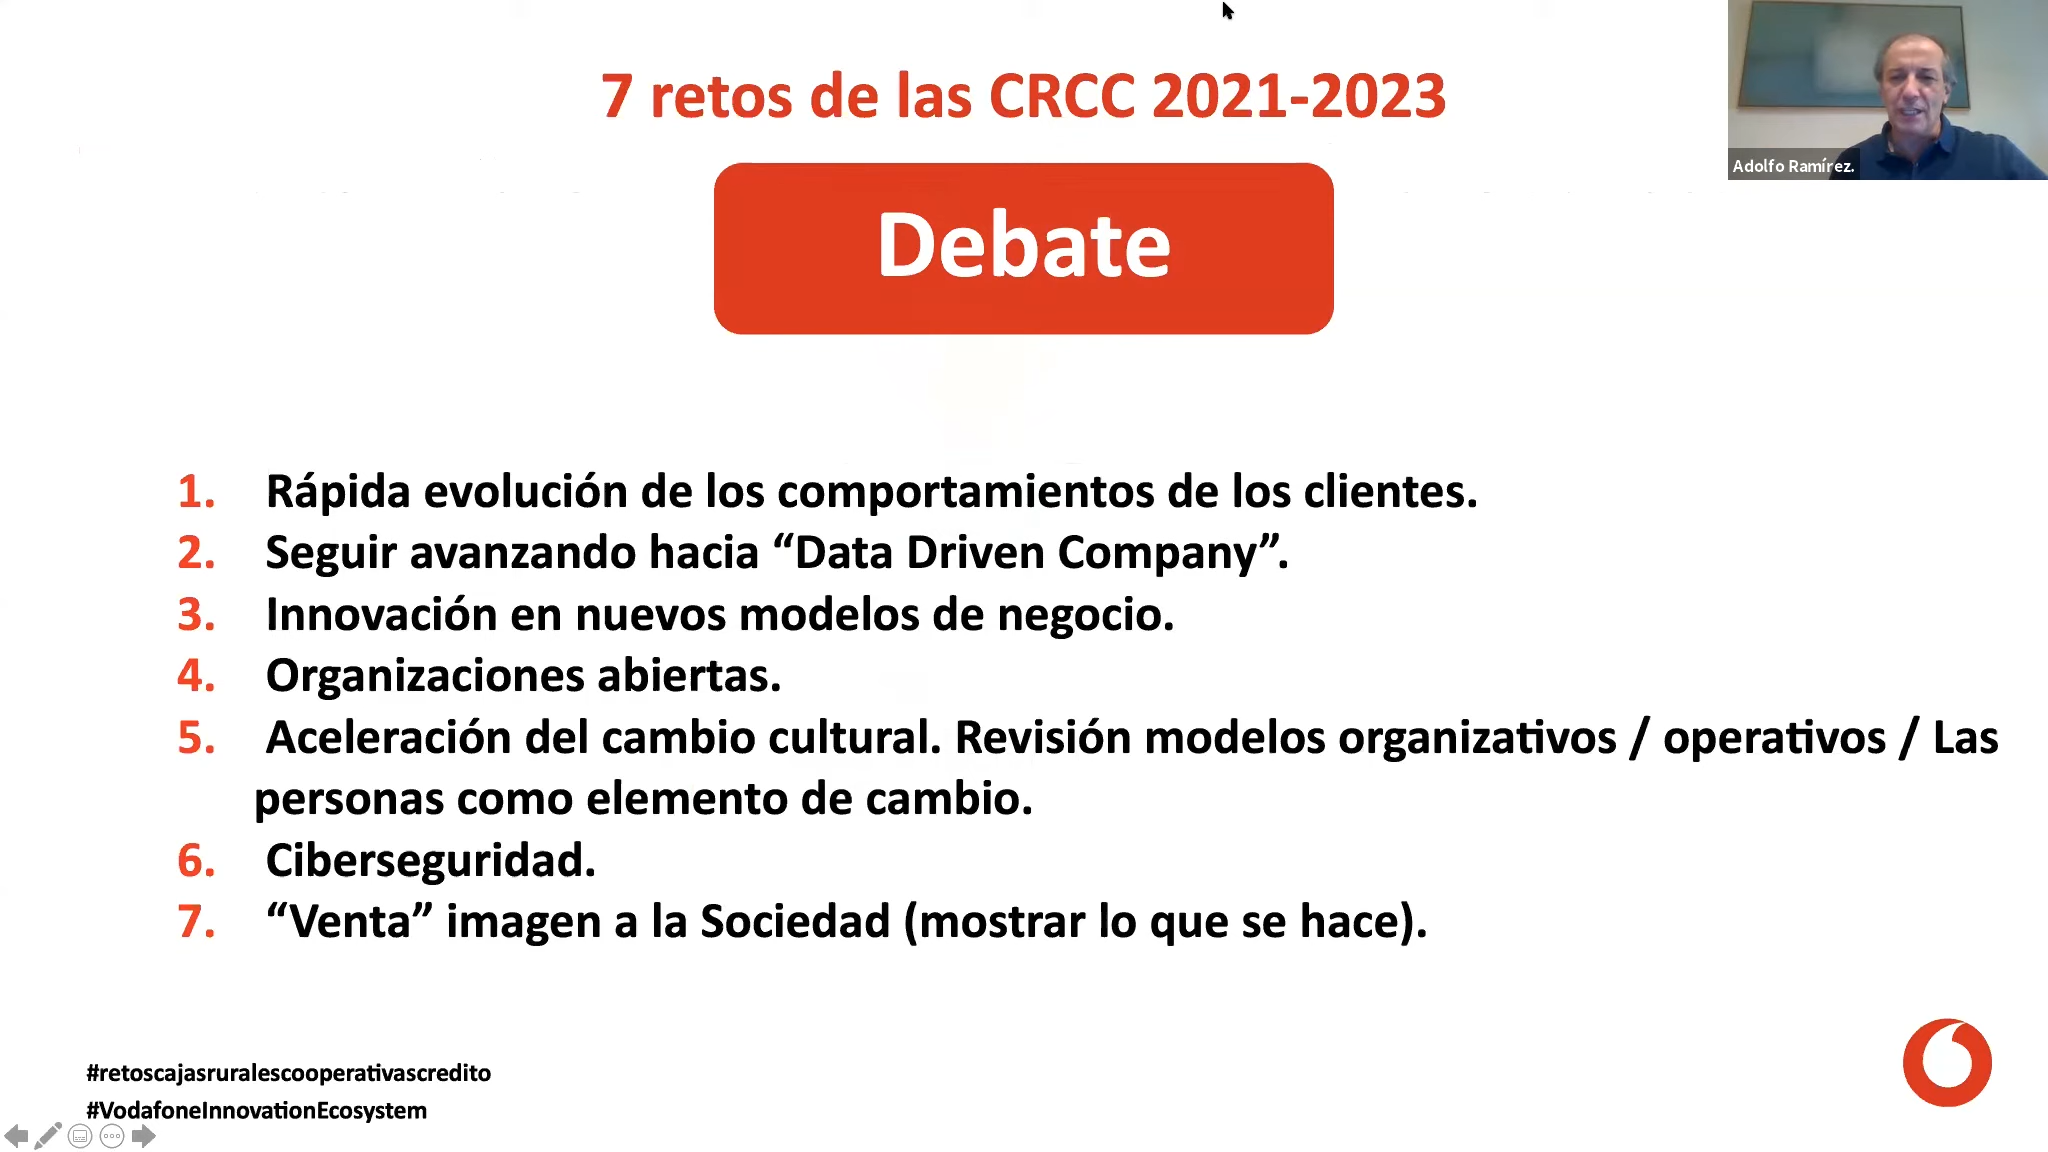 7 retos de las CRCC 2021-2023
Adolfo Ramírez.
Debate
1. Rápida evolución de los comportamientos de los clientes.
2. Seguir avanzando hacia “Data Driven Company”.
3. Innovación en nuevos modelos de negocio.
4. Organizaciones abiertas.
5. Aceleración del cambio cultural. Revisión modelos organizativos / operativos / Las
personas como elemento de cambio.
6. Ciberseguridad.
7. “Venta” imagen a la Sociedad (mostrar lo que se hace).
#retoscajasruralescooperativascredito
#VodafoneInnovationEcosystem